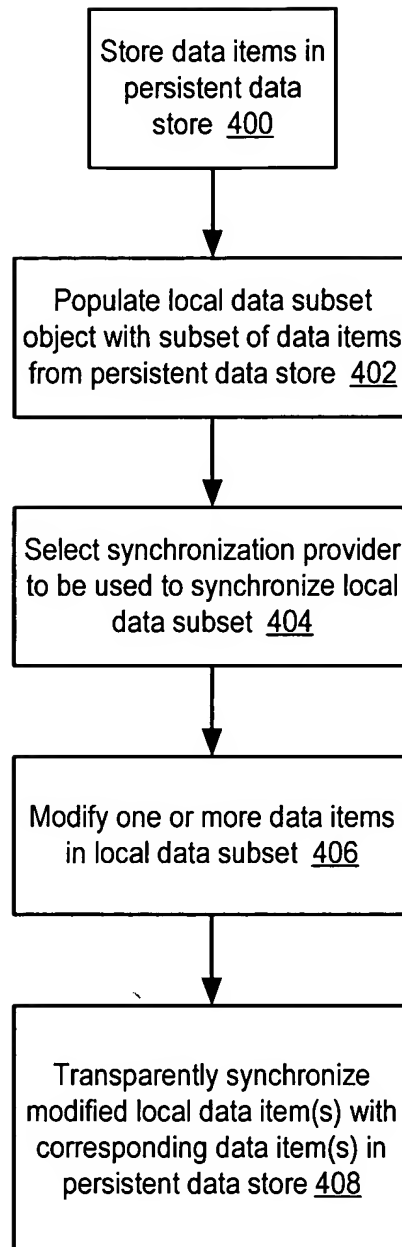 Store data items in
persistent data
store 400
Populate local data subset
object with subset of data items
from persistent data store 402
Select synchronization provider
to be used to synchronize local
data subset 404
Modify one or more data items
in local data subset 406
Transparently synchronize
modified local data item(s) with
corresponding data item(s) in
persistent data store 408